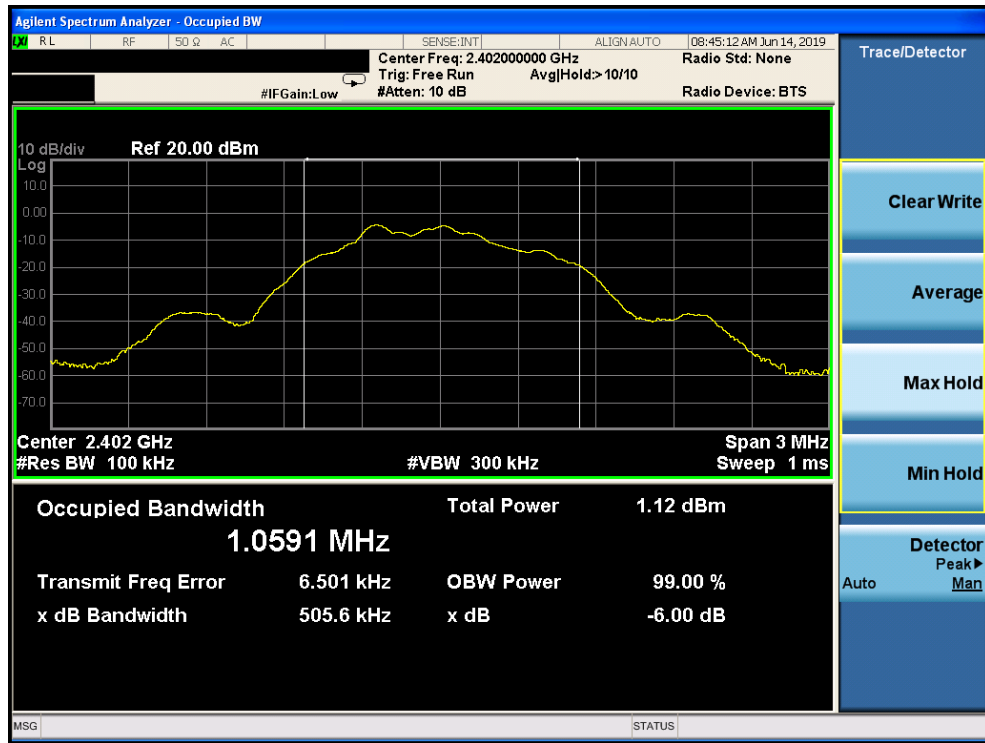 Agilent Spectrum Analyzer - Occupied BW
LXI RL RF 50 Ω AC SENSE:INT ALIGN AUTO 08:45:12 AM Jun 14, 2019
Center Freq: 2.402000000 GHz Radio Std: None
Trig: Free Run Avg|Hold:>10/10
#IFGain:Low #Atten: 10 dB Radio Device: BTS
Trace/Detector
10 dB/div Ref 20.00 dBm
Log
10.0
0.00
-10.0
-20.0
-30.0
-40.0
-50.0
-60.0
-70.0
Center 2.402 GHz Span 3 MHz
#Res BW 100 kHz #VBW 300 kHz Sweep 1 ms
Occupied Bandwidth Total Power 1.12 dBm
1.0591 MHz
Transmit Freq Error 6.501 kHz OBW Power 99.00 %
x dB Bandwidth 505.6 kHz x dB -6.00 dB
Clear Write
Average
Max Hold
Min Hold
Detector
Peak▶
Auto Man
MSG STATUS